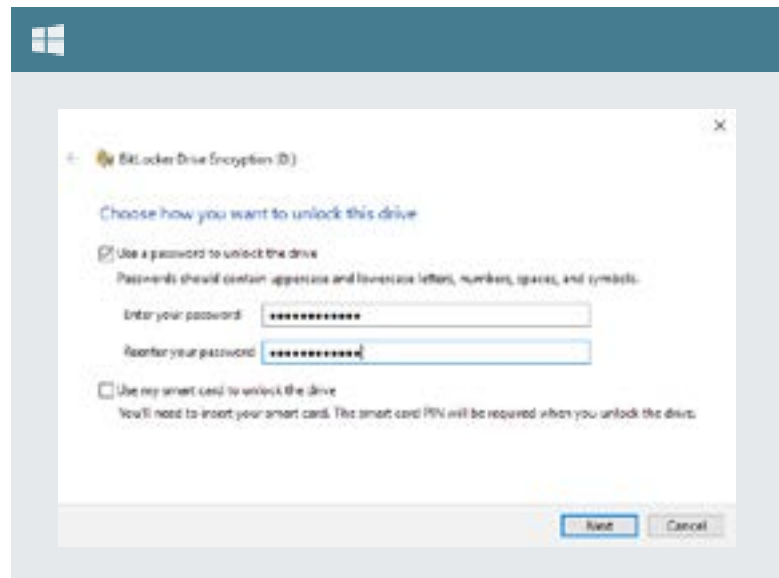 BitLocker Drive Encryption (D:)
Choose how you want to unlock this drive
Use a password to unlock the drive
Passwords should contain uppercase and lowercase letters, numbers, spaces, and symbols.
Enter your password ••••••••••••
Reenter your password ••••••••••••
Use my smart card to unlock the drive
You'll need to insert your smart card. The smart card PIN will be required when you unlock the drive.
Next Cancel